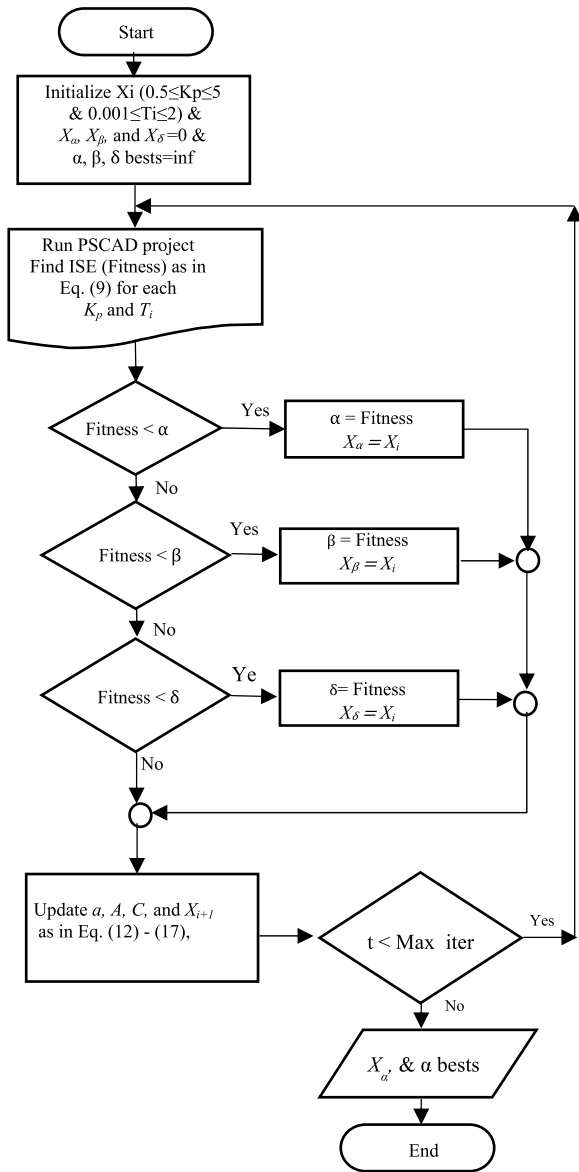 Start
Initialize Xi (0.5≤Kp≤5
& 0.001≤Ti≤2) &
Xα, Xβ, and Xδ =0 &
α, β, δ bests=inf
Run PSCAD project
Find ISE (Fitness) as in
Eq. (9) for each
Kp and Ti
Fitness < α
Yes
α = Fitness
Xα = Xi
No
Fitness < β
Yes
β = Fitness
Xβ = Xi
No
Fitness < δ
Ye
δ= Fitness
Xδ = Xi
No
Update a, A, C, and Xi+1
as in Eq. (12) - (17),
t < Max iter
Yes
No
Xα, & α bests
End